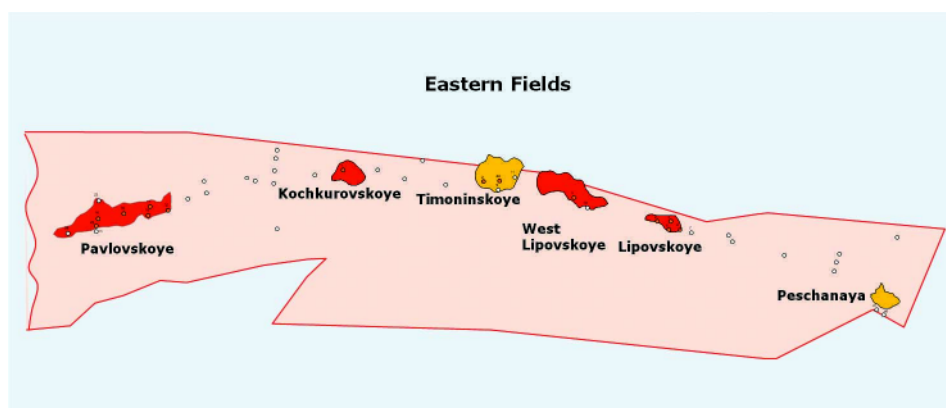 Eastern Fields
Kochkurovskoye
Timoninskoye
West
Lipovskoye
Lipovskoye
Pavlovskoye
Peschanaya